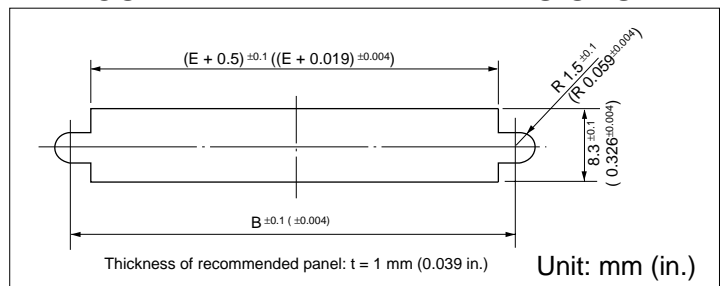 (E + 0.5) ±0.1 ((E + 0.019) ±0.004)
R 1.5 ±0.1
(R 0.059 ±0.004)
8.3 ±0.1
( 0.326 ±0.004)
B ±0.1 ( ±0.004)
Thickness of recommended panel: t = 1 mm (0.039 in.)
Unit: mm (in.)